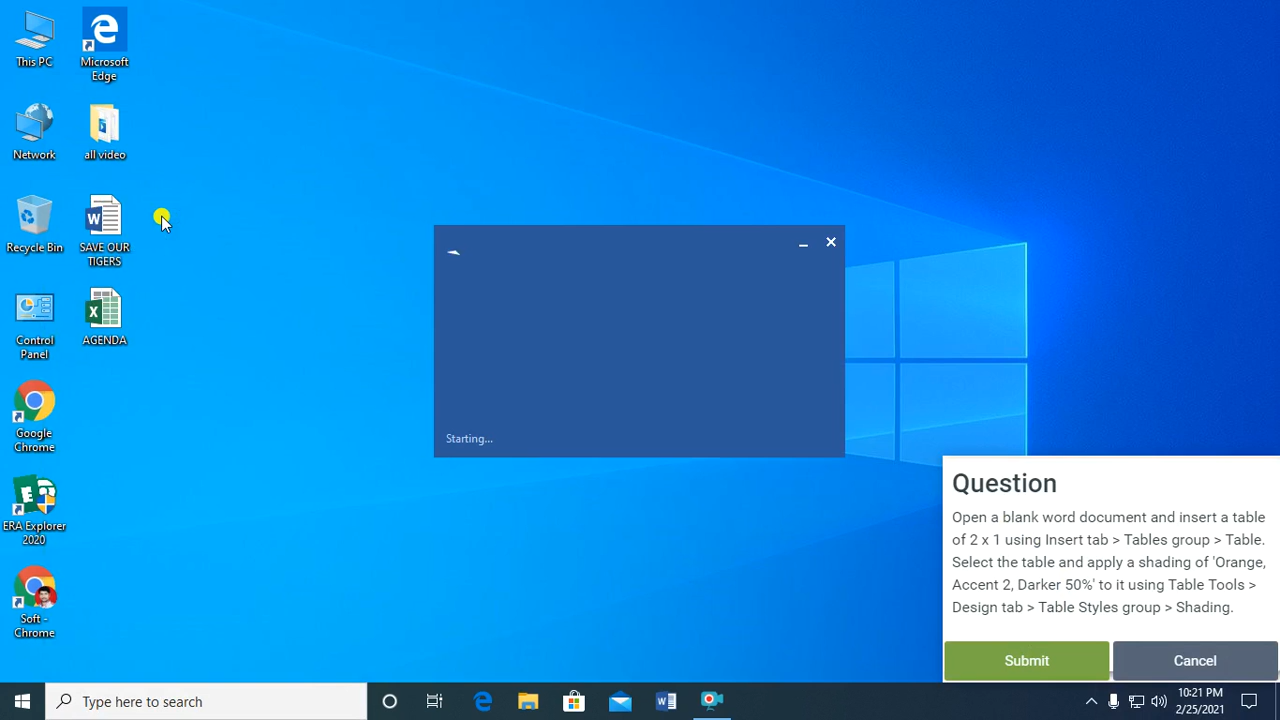 This PC
Microsoft
Edge
Network
all video
Recycle Bin
SAVE OUR
TIGERS
Control
Panel
AGENDA
Google
Chrome
ERA Explorer
2020
Soft -
Chrome
Starting...
Question
Open a blank word document and insert a table
of 2 x 1 using Insert tab > Tables group > Table.
Select the table and apply a shading of 'Orange,
Accent 2, Darker 50%' to it using Table Tools >
Design tab > Table Styles group > Shading.
Submit
Cancel
Type here to search
10:21 PM
2/25/2021